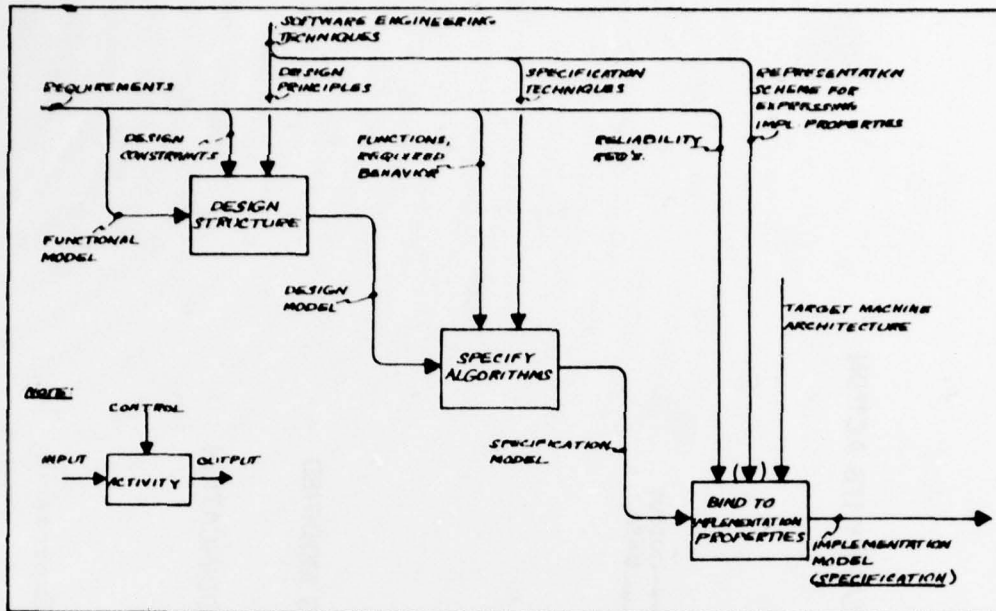 SOFTWARE ENGINEERING
TECHNIQUES
REQUIREMENTS
DESIGN
PRINCIPLES
SPECIFICATION
TECHNIQUES
REPRESENTATION
SCHEME FOR
EXPRESSING
IMPL. PROPERTIES
DESIGN
CONSTRAINTS
FUNCTIONS,
REQUIRED
BEHAVIOR
RELIABILITY
REQ'S.
FUNCTIONAL
MODEL
DESIGN
STRUCTURE
DESIGN
MODEL
TARGET MACHINE
ARCHITECTURE
SPECIFY
ALGORITHMS
NOTE:
CONTROL
INPUT
ACTIVITY
OUTPUT
SPECIFICATION
MODEL
( )
BIND TO
IMPLEMENTATION
PROPERTIES
IMPLEMENTATION
MODEL
(SPECIFICATION)